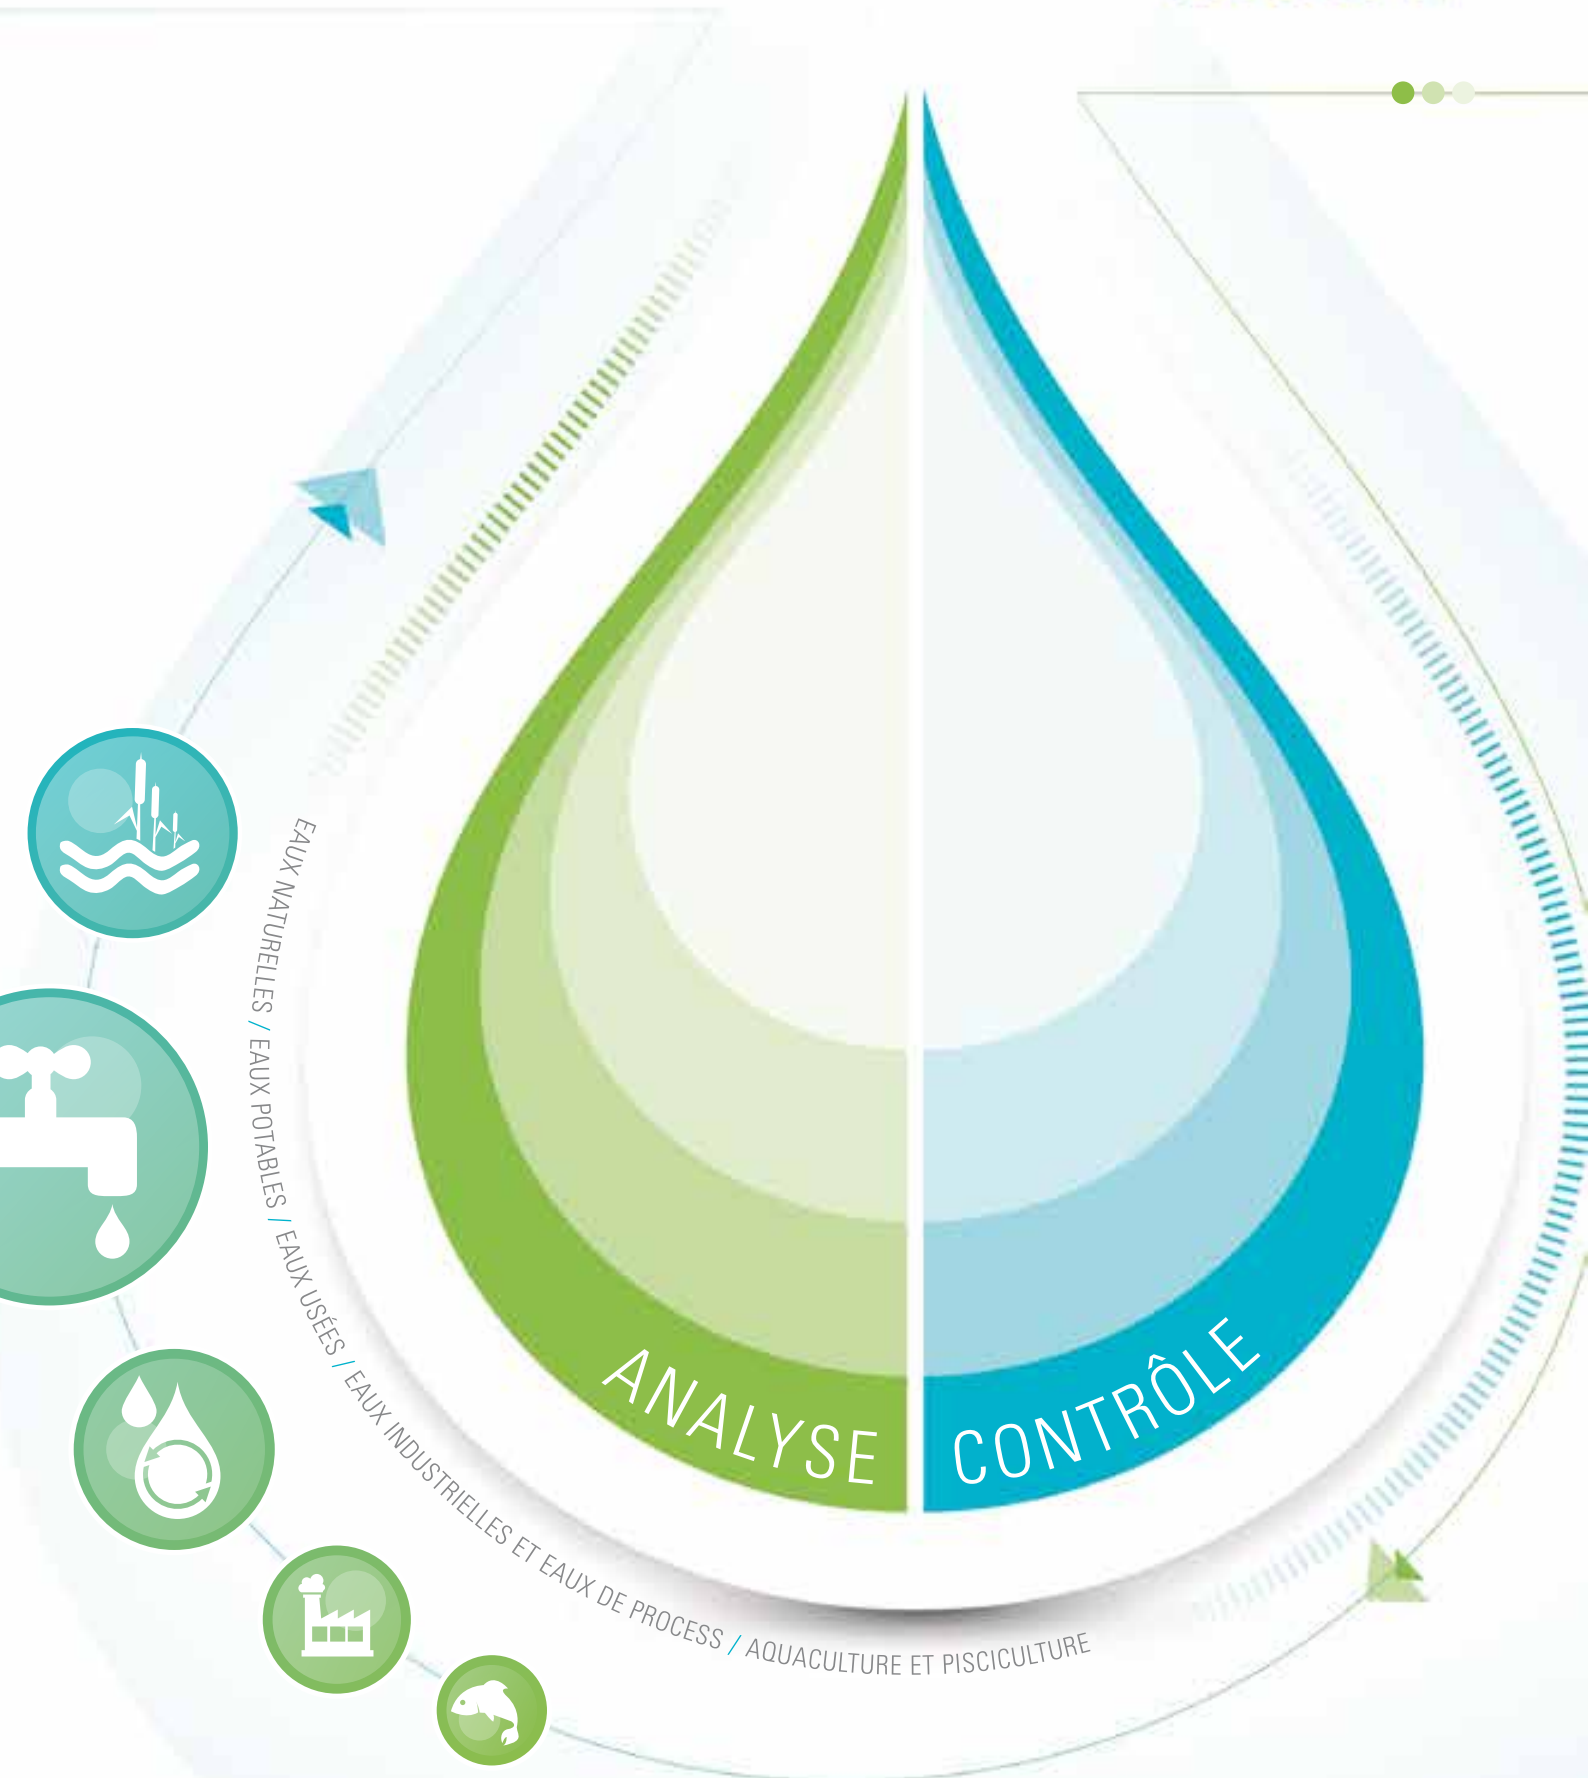 EAUX NATURELLES / EAUX POTABLES / EAUX USÉES / EAUX INDUSTRIELLES ET EAUX DE PROCESS / AQUACULTURE ET PISCICULTURE
ANALYSE
CONTRÔLE